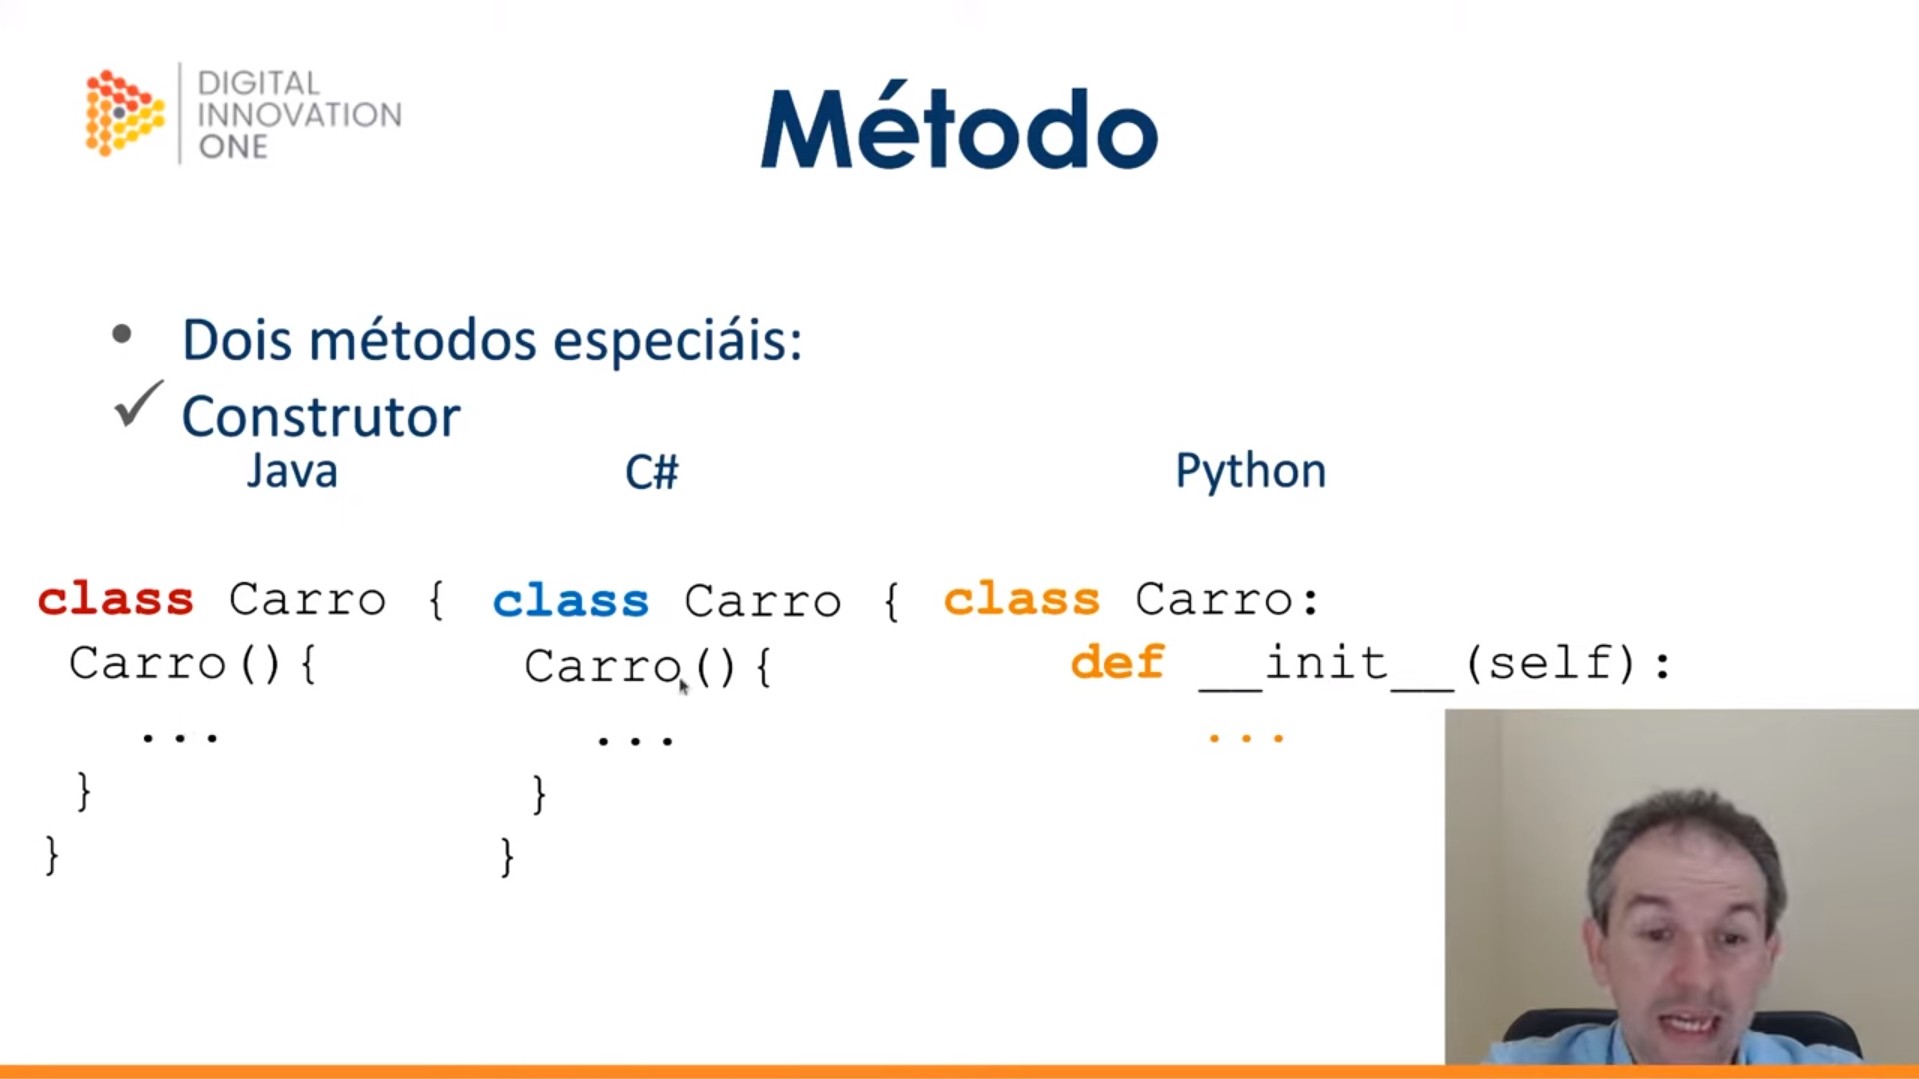 DIGITAL
INNOVATION
ONE
Método
• Dois métodos especiáis:
✓ Construtor
Java C# Python
class Carro { class Carro { class Carro:
Carro(){ Carro(){ def __init__(self):
... ... ...
} }
} }